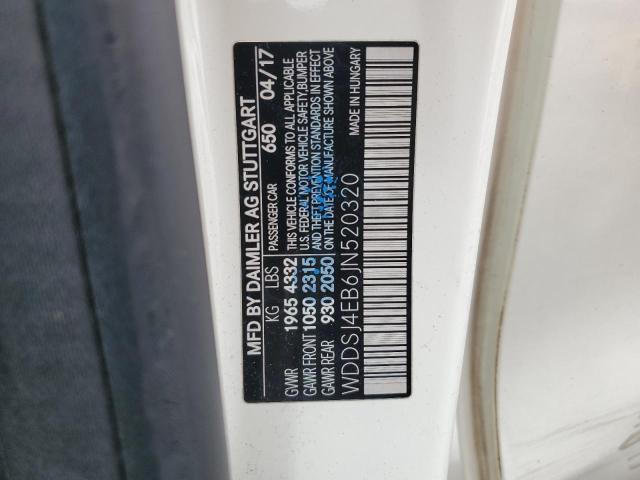 MFD BY DAIMLER AG STUTTGART
KG LBS PASSENGER CAR 650 04/17
GVWR 1965 4332 THIS VEHICLE CONFORMS TO ALL APPLICABLE
GAWR FRONT 1050 2315 U.S. FEDERAL MOTOR VEHICLE SAFETY, BUMPER
AND THEFT PREVENTION STANDARDS IN EFFECT
GAWR REAR 930 2050 ON THE DATE OF MANUFACTURE SHOWN ABOVE
WDDSJ4EB6JN520320 MADE IN HUNGARY